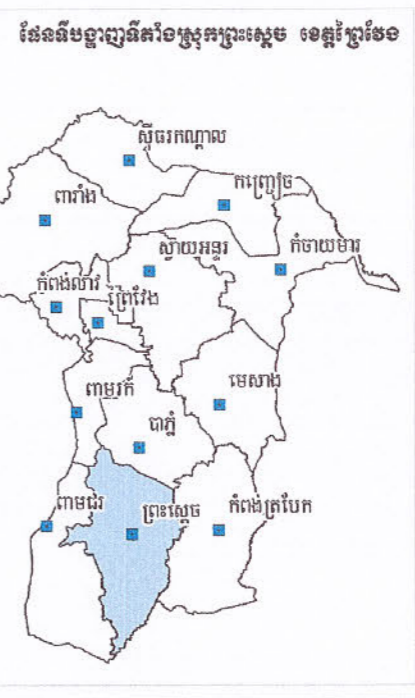 ផែនទីបង្ហាញទីតាំងស្រុកព្រះស្តេច ខេត្តព្រៃវែង
ស៊ីធរកណ្តាល
កញ្ច្រៀច
ពារាំង
ស្វាយអន្ទរ
កំចាយមារ
កំពង់លាវ
ព្រៃវែង
មេសាង
ពាមរក៍
បាភ្នំ
ពាមជរ
ព្រះស្តេច
កំពង់ត្របែក